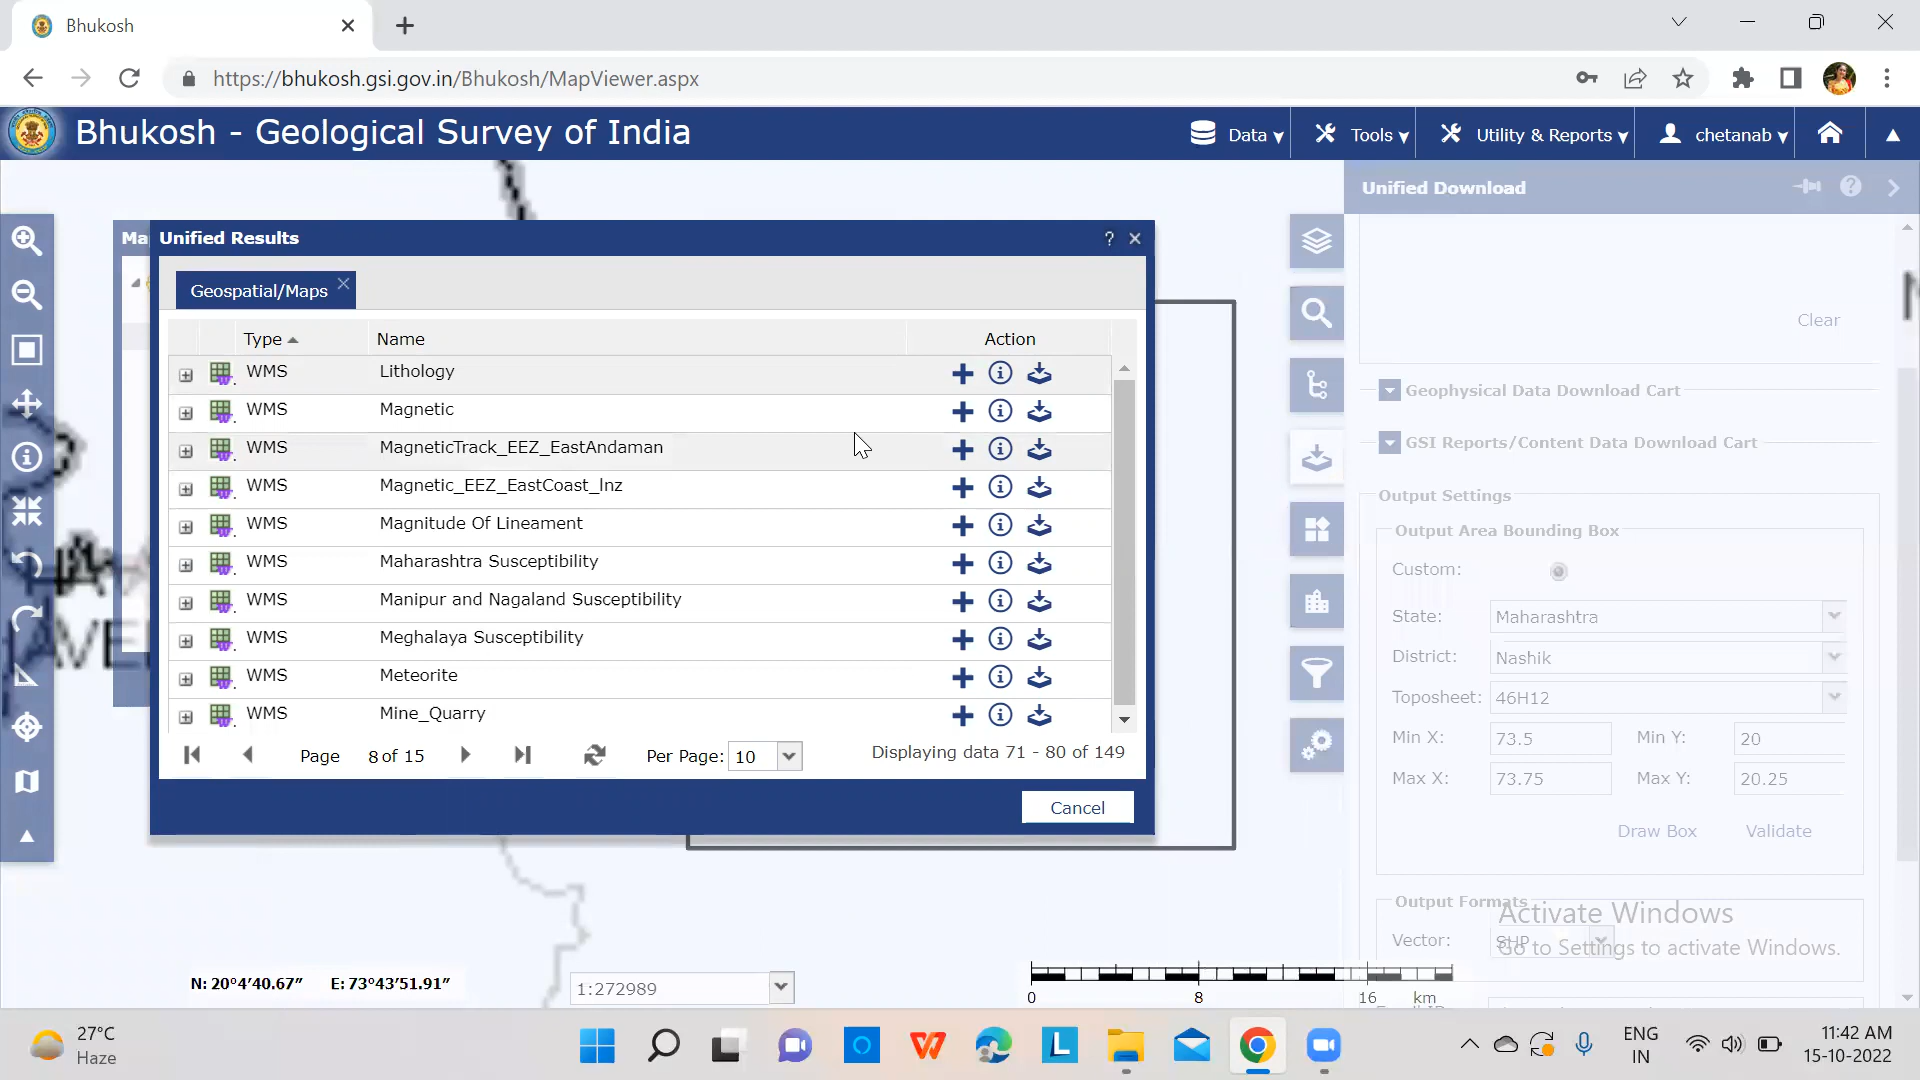 Bhukosh
https://bhukosh.gsi.gov.in/Bhukosh/MapViewer.aspx
Bhukosh - Geological Survey of India
Data
Tools
Utility & Reports
chetanab
Unified Download
Ma
Unified Results
?
Geospatial/Maps
Type Name Action
WMS Lithology
WMS Magnetic
WMS MagneticTrack_EEZ_EastAndaman
WMS Magnetic_EEZ_EastCoast_lnz
WMS Magnitude Of Lineament
WMS Maharashtra Susceptibility
WMS Manipur and Nagaland Susceptibility
WMS Meghalaya Susceptibility
WMS Meteorite
WMS Mine_Quarry
Page 8 of 15 Per Page: 10 Displaying data 71 - 80 of 149
Cancel
Clear
Geophysical Data Download Cart
GSI Reports/Content Data Download Cart
Output Settings
Output Area Bounding Box
Custom:
State: Maharashtra
District: Nashik
Toposheet: 46H12
Min X: 73.5 Min Y: 20
Max X: 73.75 Max Y: 20.25
Draw Box Validate
Output Formats
Vector: SHP
Activate Windows
Go to Settings to activate Windows.
N: 20°4'40.67" E: 73°43'51.91"
1:272989
0 8 16 km
27°C
Haze
ENG
IN
11:42 AM
15-10-2022